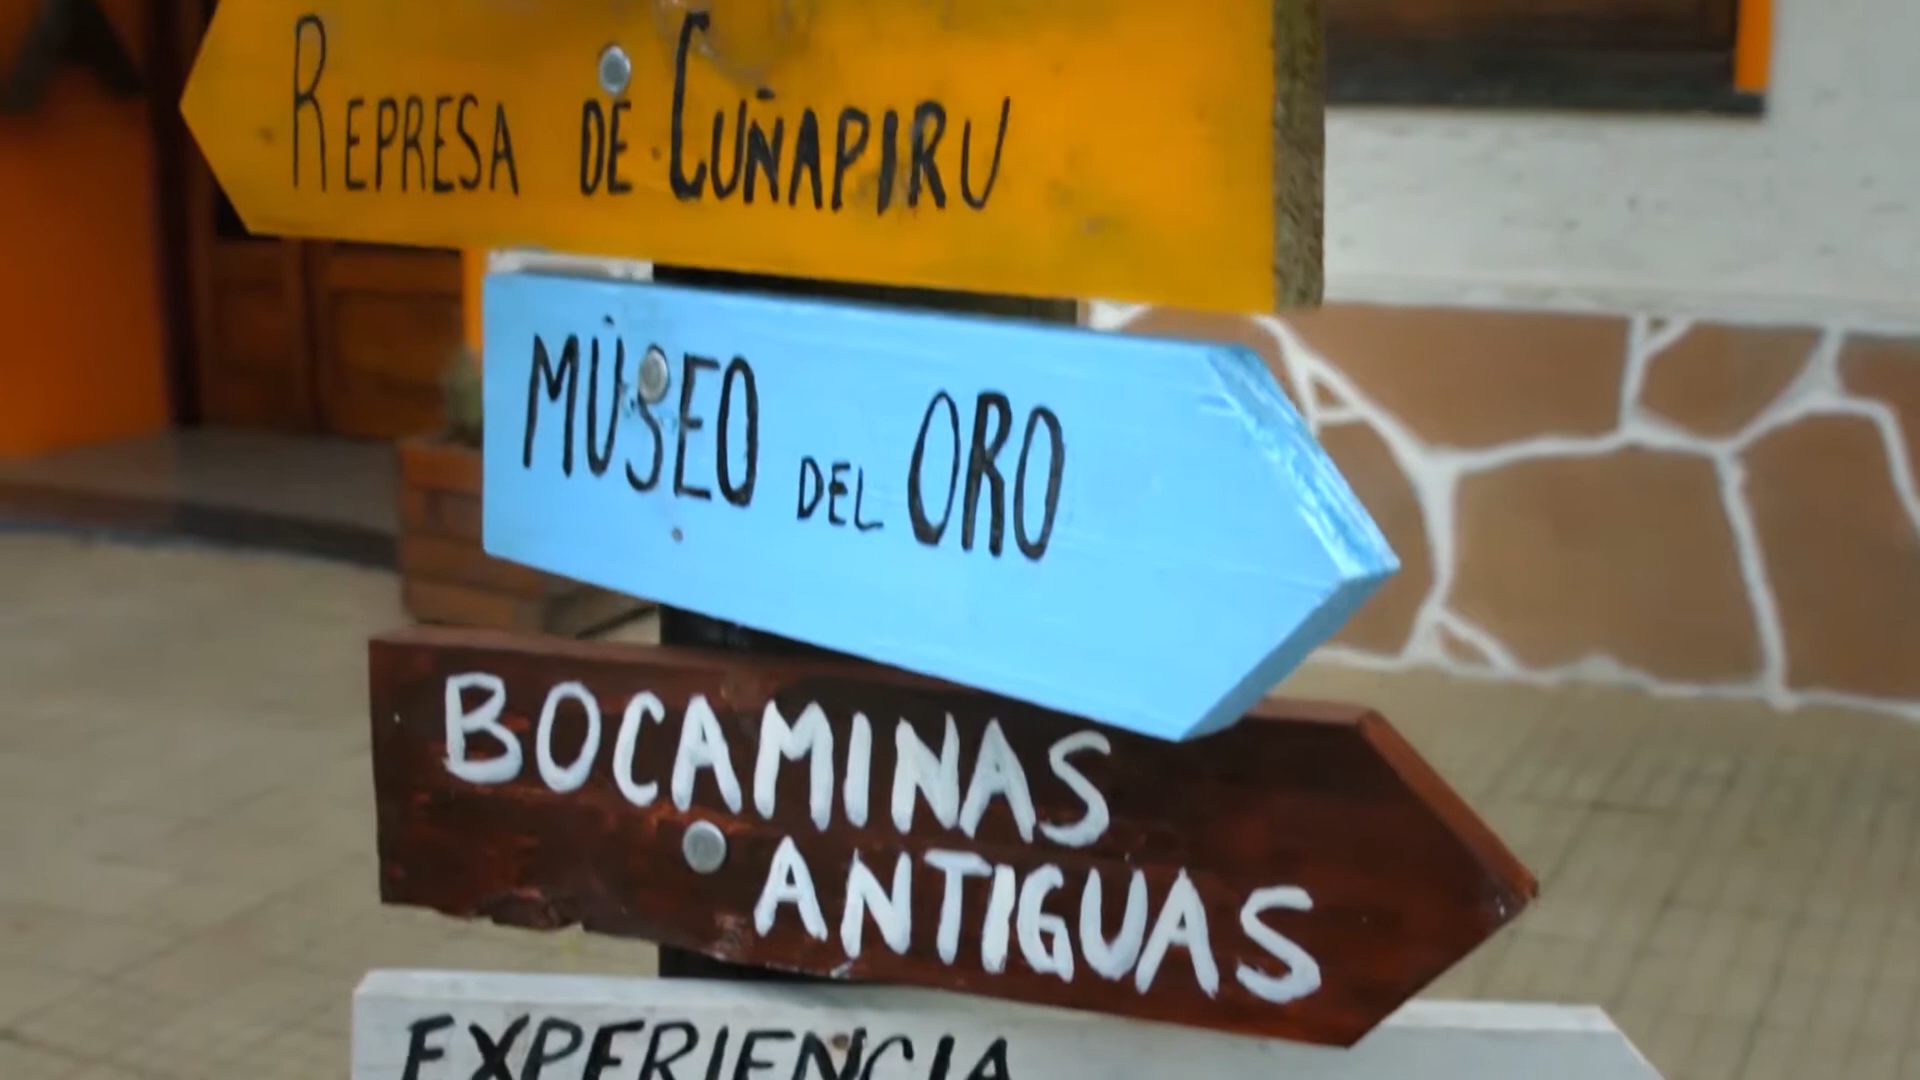 REPRESA DE CUÑAPIRU
MUSEO DEL ORO
BOCAMINAS
ANTIGUAS
EXPERIENCIA